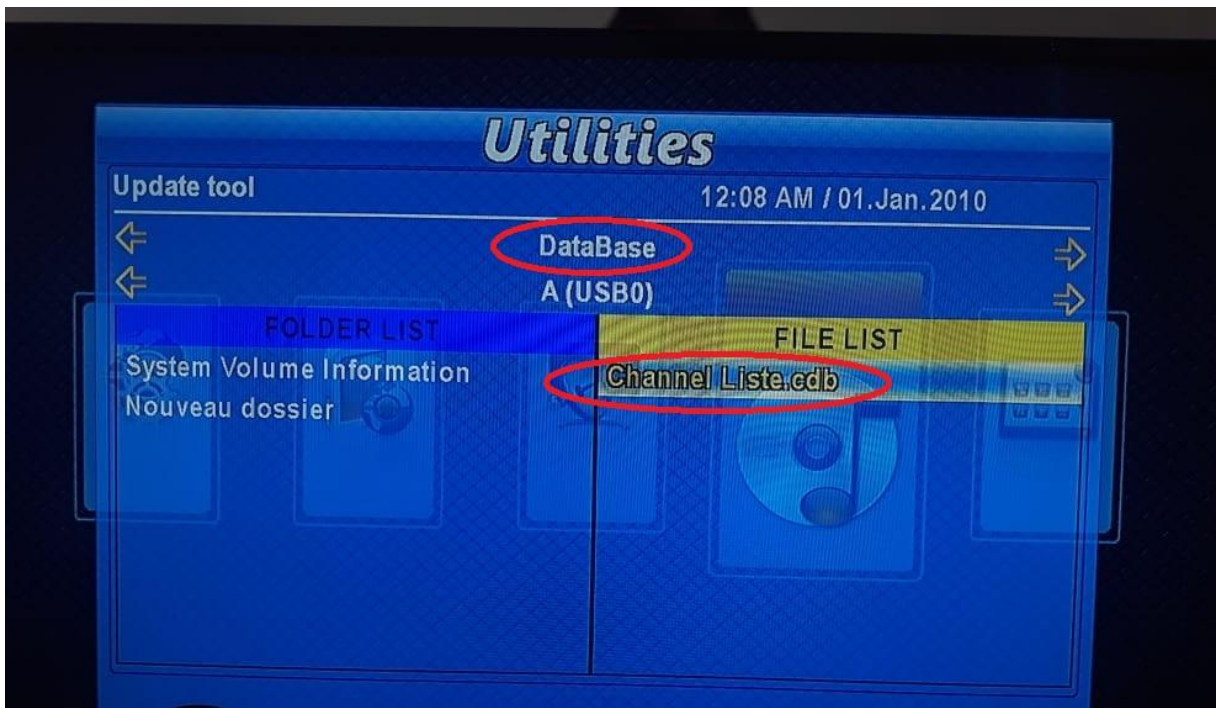 Utilities
Update tool 12:08 AM / 01.Jan.2010
DataBase
A (USB0)
FOLDER LIST
FILE LIST
System Volume Information
Channel Liste.cdb
Nouveau dossier